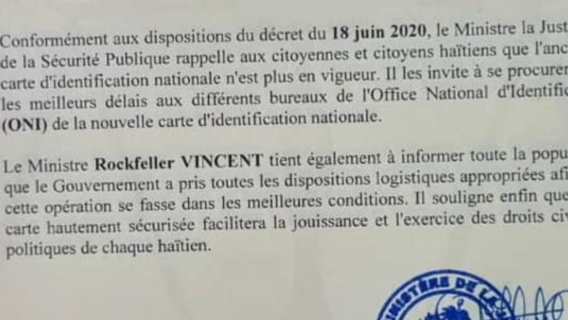 Conformément aux dispositions du décret du 18 juin 2020, le Ministre la Just
de la Sécurité Publique rappelle aux citoyennes et citoyens haïtiens que l'anc
carte d'identification nationale n'est plus en vigueur. Il les invite à se procurer
les meilleurs délais aux différents bureaux de l'Office National d'Identific
(ONI) de la nouvelle carte d'identification nationale.
Le Ministre Rockfeller VINCENT tient également à informer toute la popu
que le Gouvernement a pris toutes les dispositions logistiques appropriées afi
cette opération se fasse dans les meilleures conditions. Il souligne enfin que
carte hautement sécurisée facilitera la jouissance et l'exercice des droits civ
politiques de chaque haïtien.
MINISTÈRE DE LA